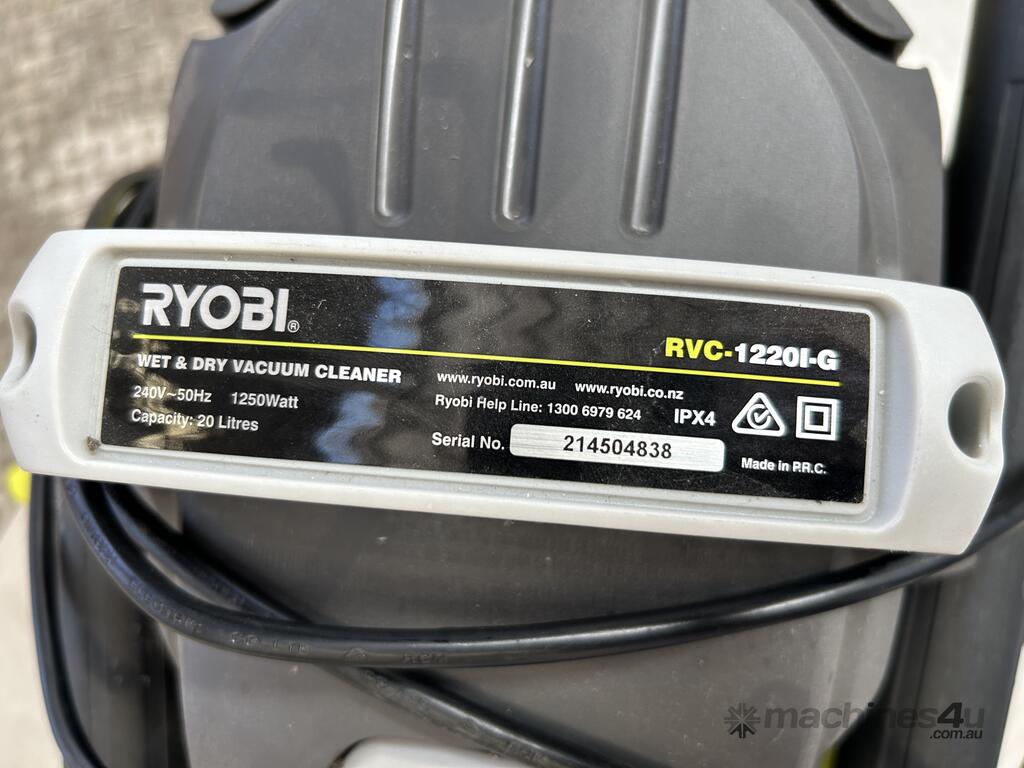 RYOBI®
RVC-1220I-G
WET & DRY VACUUM CLEANER
240V~50Hz 1250Watt
Capacity: 20 Litres
www.ryobi.com.au www.ryobi.co.nz
Ryobi Help Line: 1300 6979 624
IPX4
Serial No. 214504838
Made in P.R.C.
machines4u
.com.au